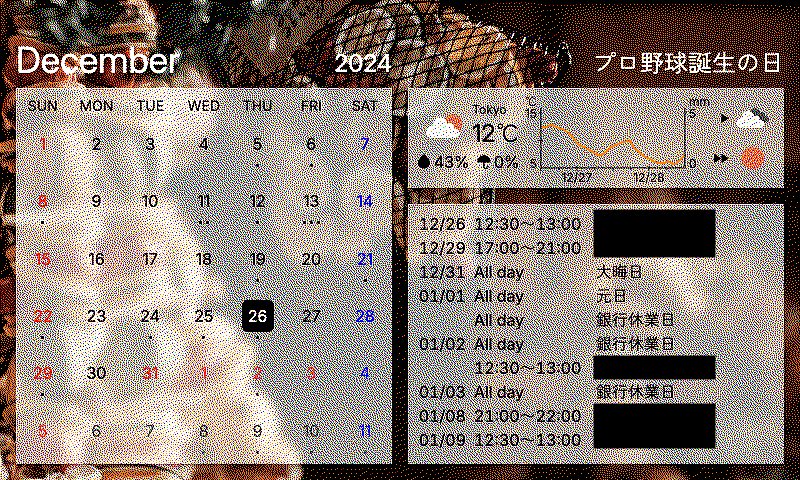 December 2024 プロ野球誕生の日
SUN MON TUE WED THU FRI SAT
1 2 3 4 5 6 7
8 9 10 11 12 13 14
15 16 17 18 19 20 21
22 23 24 25 26 27 28
29 30 31 1 2 3 4
5 6 7 8 9 10 11
Tokyo
12℃
43% 0%
℃ mm
15 5
5 0
12/27 12/28
12/26 12:30～13:00
12/29 17:00～21:00
12/31 All day 大晦日
01/01 All day 元日
All day 銀行休業日
01/02 All day 銀行休業日
12:30～13:00
01/03 All day 銀行休業日
01/08 21:00～22:00
01/09 12:30～13:00